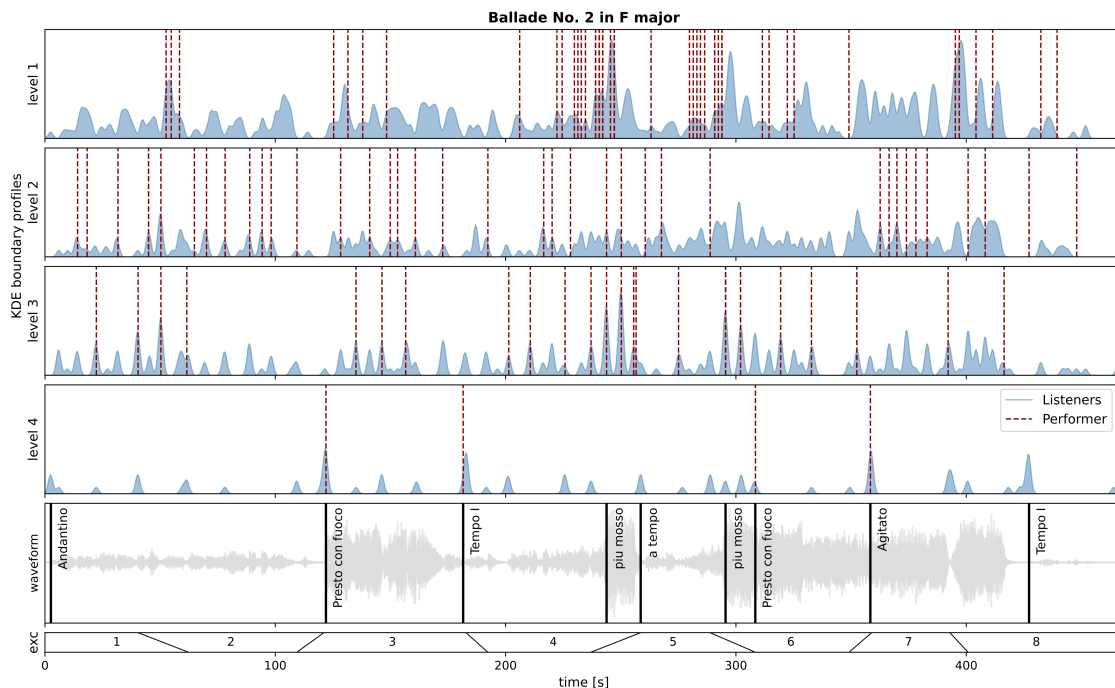 Ballade No. 2 in F major
KDE boundary profiles
level 1
level 2
level 3
level 4
Listeners
Performer
waveform
Andantino
Presto con fuoco
Tempo I
piu mosso
a tempo
piu mosso
Presto con fuoco
Agitato
Tempo I
exc
1 2 3 4 5 6 7 8
0 100 200 300 400
time [s]